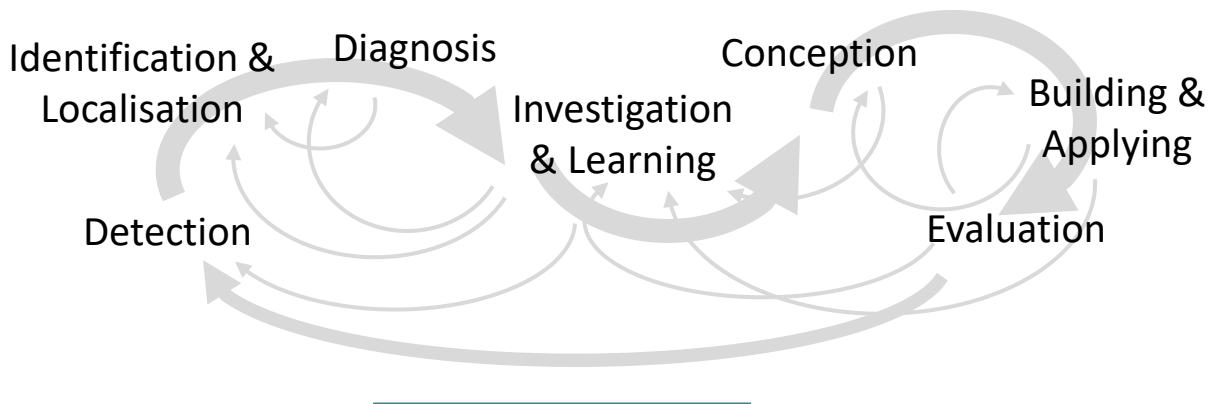 Identification &
Localisation
Diagnosis
Investigation
& Learning
Conception
Building &
Applying
Detection
Evaluation